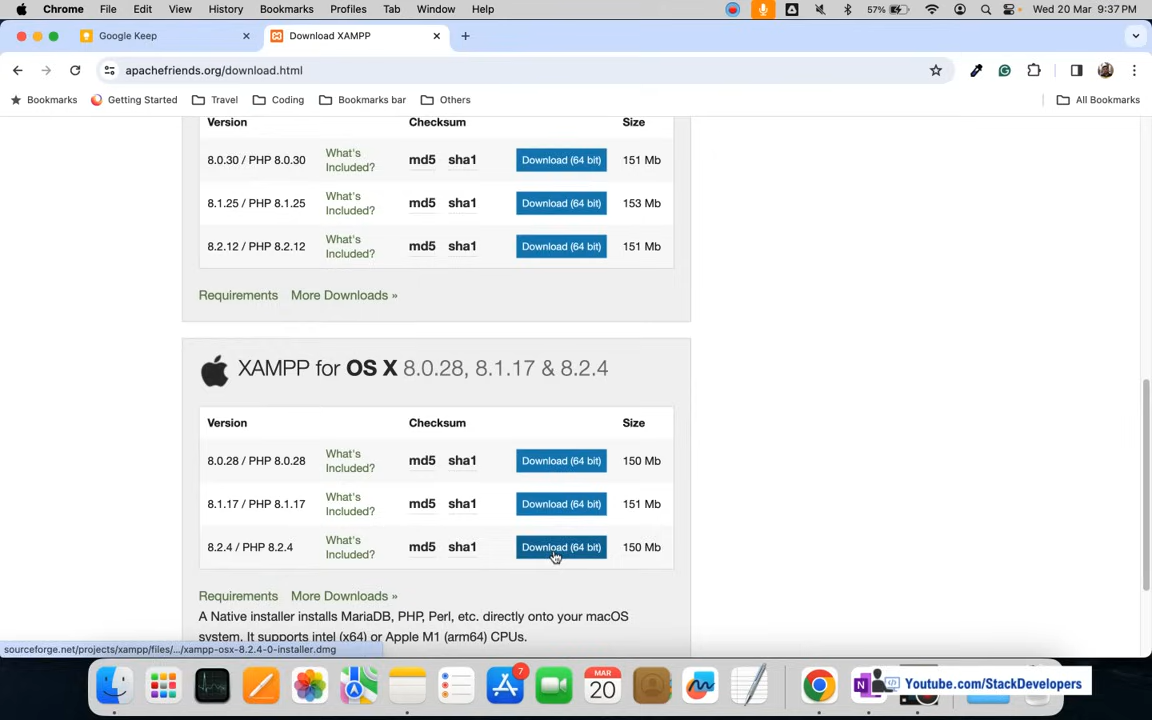 Chrome File Edit View History Bookmarks Profiles Tab Window Help 57% Wed 20 Mar 9:37 PM
Google Keep
Download XAMPP
apachefriends.org/download.html
Bookmarks Getting Started Travel Coding Bookmarks bar Others All Bookmarks
Version Checksum Size
8.0.30 / PHP 8.0.30 What's Included? md5 sha1 Download (64 bit) 151 Mb
8.1.25 / PHP 8.1.25 What's Included? md5 sha1 Download (64 bit) 153 Mb
8.2.12 / PHP 8.2.12 What's Included? md5 sha1 Download (64 bit) 151 Mb
Requirements More Downloads »
XAMPP for OS X 8.0.28, 8.1.17 & 8.2.4
Version Checksum Size
8.0.28 / PHP 8.0.28 What's Included? md5 sha1 Download (64 bit) 150 Mb
8.1.17 / PHP 8.1.17 What's Included? md5 sha1 Download (64 bit) 151 Mb
8.2.4 / PHP 8.2.4 What's Included? md5 sha1 Download (64 bit) 150 Mb
Requirements More Downloads »
A Native installer installs MariaDB, PHP, Perl, etc. directly onto your macOS
system. It supports intel (x64) or Apple M1 (arm64) CPUs.
sourceforge.net/projects/xampp/files/.../xampp-osx-8.2.4-0-installer.dmg
7
MAR
20
N
Youtube.com/StackDevelopers